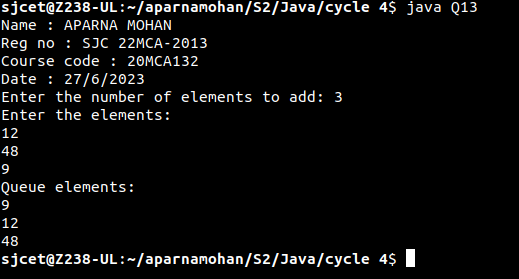 sjcet@Z238-UL:~/aparnamohan/S2/Java/cycle 4$ java Q13
Name : APARNA MOHAN
Reg no : SJC 22MCA-2013
Course code : 20MCA132
Date : 27/6/2023
Enter the number of elements to add: 3
Enter the elements:
12
48
9
Queue elements:
9
12
48
sjcet@Z238-UL:~/aparnamohan/S2/Java/cycle 4$